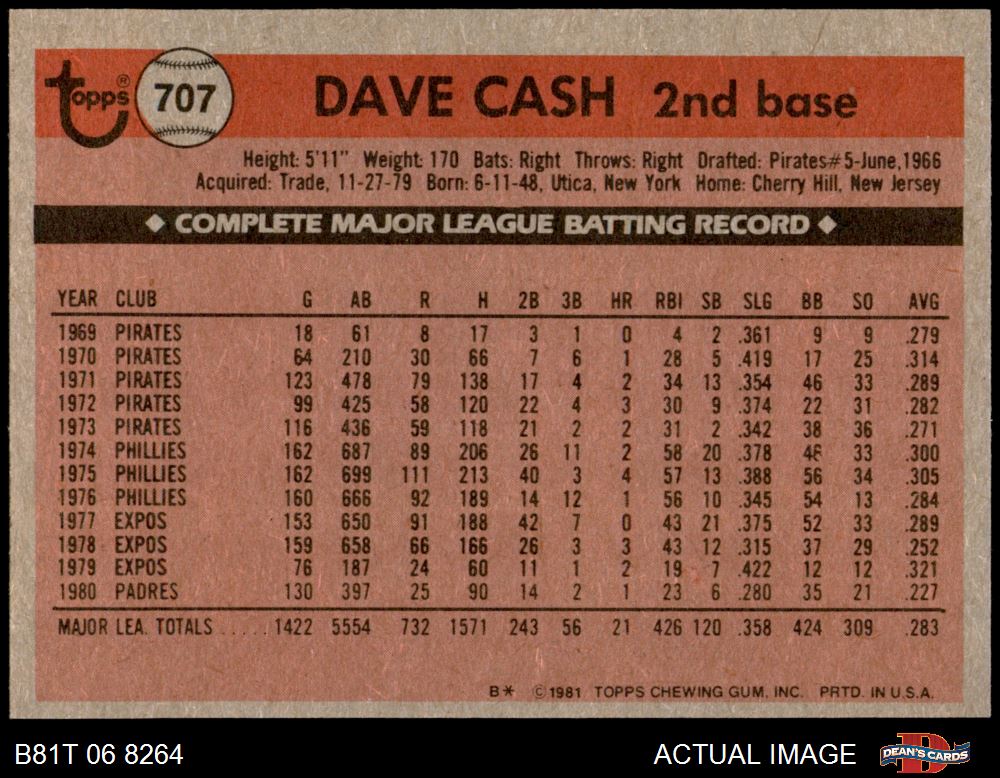 topps® 707 DAVE CASH 2nd base
Height: 5'11" Weight: 170 Bats: Right Throws: Right Drafted: Pirates#5-June,1966
Acquired: Trade, 11-27-79 Born: 6-11-48, Utica, New York Home: Cherry Hill, New Jersey
◆ COMPLETE MAJOR LEAGUE BATTING RECORD ◆
YEAR CLUB G AB R H 2B 3B HR RBI SB SLG BB SO AVG
1969 PIRATES 18 61 8 17 3 1 0 4 2 .361 9 9 .279
1970 PIRATES 64 210 30 66 7 6 1 28 5 .419 17 25 .314
1971 PIRATES 123 478 79 138 17 4 2 34 13 .354 46 33 .289
1972 PIRATES 99 425 58 120 22 4 3 30 9 .374 22 31 .282
1973 PIRATES 116 436 59 118 21 2 2 31 2 .342 38 36 .271
1974 PHILLIES 162 687 89 206 26 11 2 58 20 .378 46 33 .300
1975 PHILLIES 162 699 111 213 40 3 4 57 13 .388 56 34 .305
1976 PHILLIES 160 666 92 189 14 12 1 56 10 .345 54 13 .284
1977 EXPOS 153 650 91 188 42 7 0 43 21 .375 52 33 .289
1978 EXPOS 159 658 66 166 26 3 3 43 12 .315 37 29 .252
1979 EXPOS 76 187 24 60 11 1 2 19 7 .422 12 12 .321
1980 PADRES 130 397 25 90 14 2 1 23 6 .280 35 21 .227
MAJOR LEA. TOTALS ..... 1422 5554 732 1571 243 56 21 426 120 .358 424 309 .283
B* ©1981 TOPPS CHEWING GUM, INC. PRTD. IN U.S.A.
B81T 06 8264 ACTUAL IMAGE DEAN'S CARDS